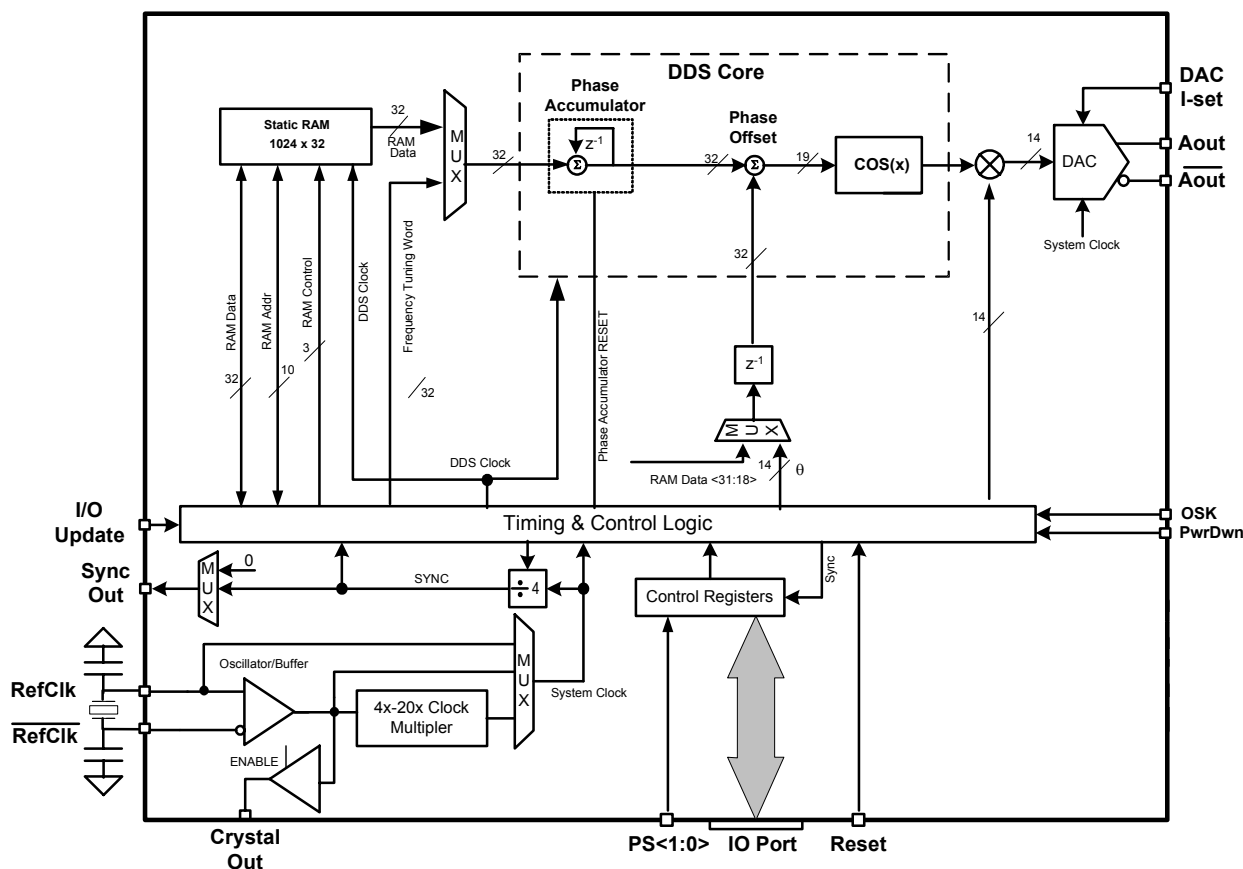 DDS Core
DAC
I-set
Phase
Accumulator
Phase
Offset
Static RAM
1024 x 32
32
RAM
Data
M
U
X
32
z-1
Σ
32
Σ
19
COS(x)
14
DAC
Aout
Aout
System Clock
RAM Data
32
RAM Addr
10
RAM Control
3
DDS Clock
Frequency Tuning Word
32
Phase Accumulator RESET
32
14
z-1
M
U
X
DDS Clock
RAM Data <31:18>
14
θ
I/O
Update
Timing & Control Logic
OSK
PwrDwn
Sync
Out
M
U
X
0
SYNC
÷ 4
Sync
Control Registers
RefClk
RefClk
Oscillator/Buffer
4x-20x Clock
Multipler
M
U
X
System Clock
ENABLE
Crystal
Out
PS<1:0>
IO Port
Reset